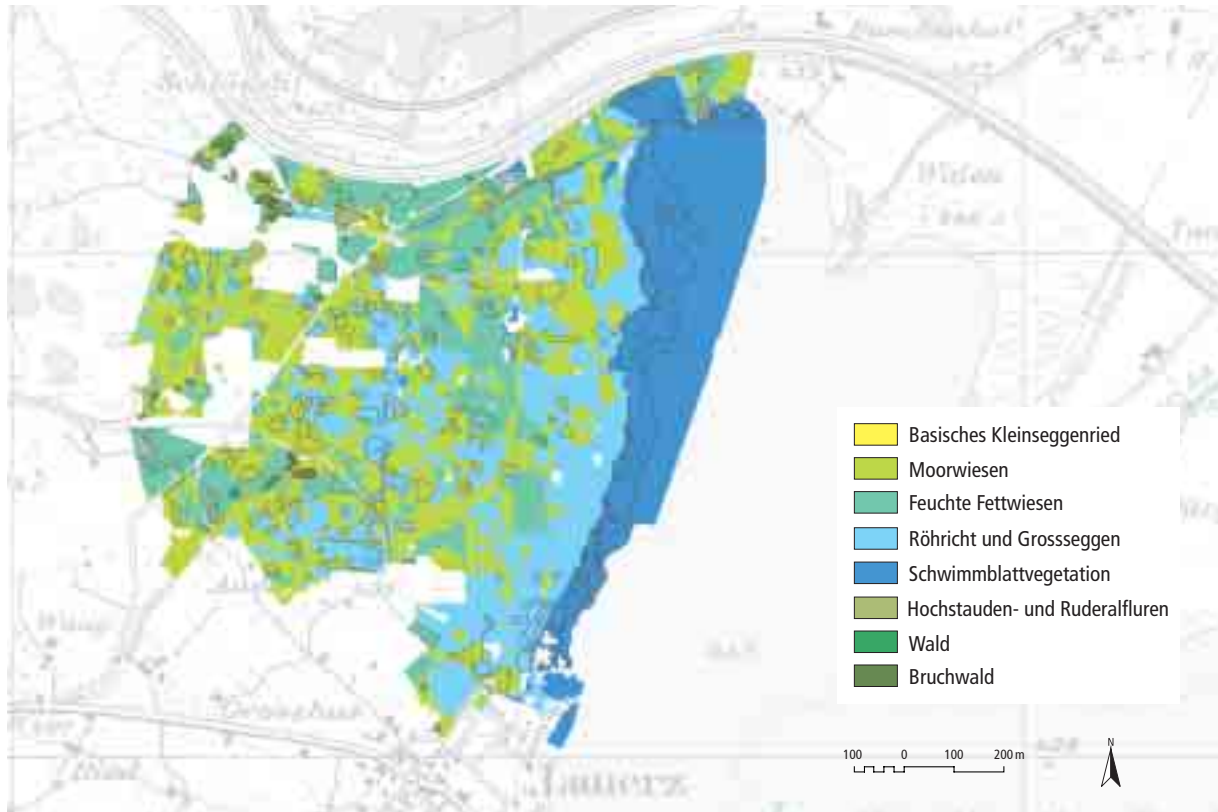 Basisches Kleinseggenried
Moorwiesen
Feuchte Fettwiesen
Röhricht und Grossseggen
Schwimmblattvegetation
Hochstauden- und Ruderalfluren
Wald
Bruchwald
N
100 0 100 200 m
Lauerz